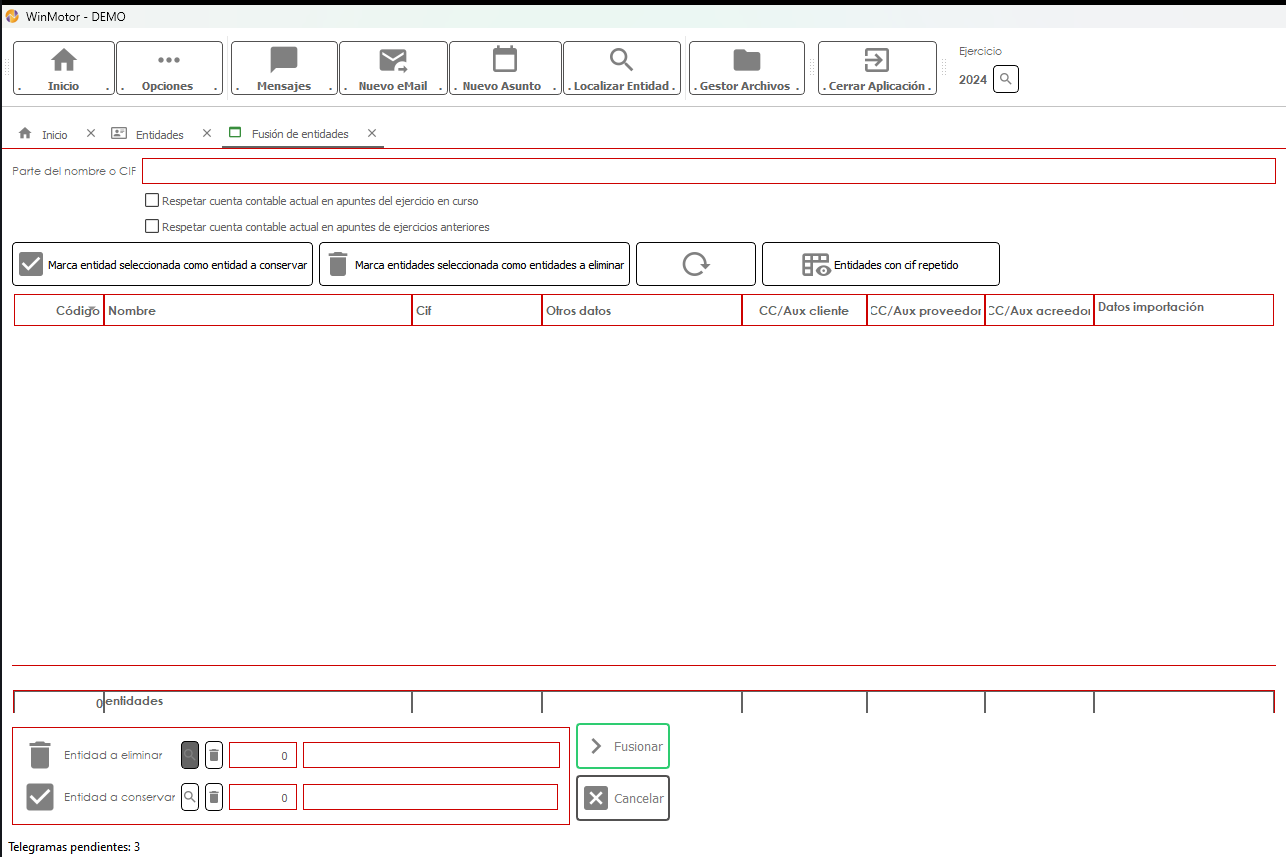 WinMotor - DEMO
Ejercicio
. Inicio .
. Opciones .
. Mensajes .
. Nuevo eMail .
. Nuevo Asunto .
. Localizar Entidad .
. Gestor Archivos .
. Cerrar Aplicación .
2024
Inicio
Entidades
Fusión de entidades
Parte del nombre o CIF
Respetar cuenta contable actual en apuntes del ejercicio en curso
Respetar cuenta contable actual en apuntes de ejercicios anteriores
Marca entidad seleccionada como entidad a conservar
Marca entidades seleccionada como entidades a eliminar
Entidades con cif repetido
Código
Nombre
Cif
Otros datos
CC/Aux cliente
CC/Aux proveedor
CC/Aux acreedor
Datos importación
0 entidades
Entidad a eliminar
0
Fusionar
Entidad a conservar
0
Cancelar
Telegramas pendientes: 3